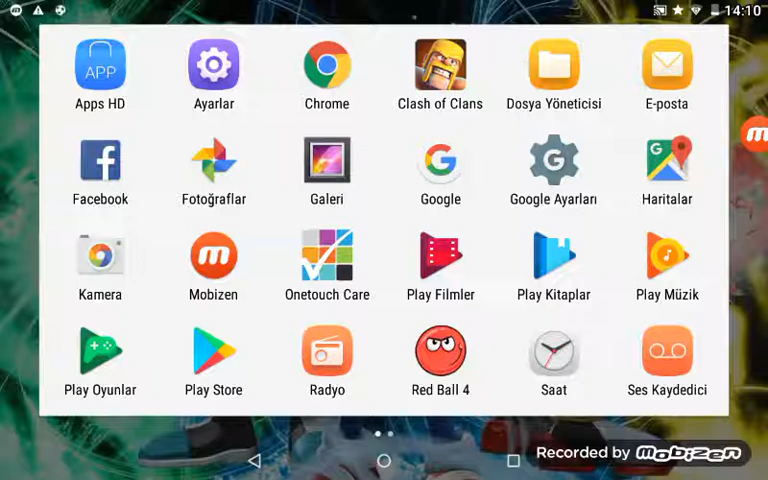 14:10
APP
Apps HD
Ayarlar
Chrome
Clash of Clans
Dosya Yöneticisi
E-posta
Facebook
Fotoğraflar
Galeri
Google
Google Ayarları
Haritalar
Kamera
Mobizen
Onetouch Care
Play Filmler
Play Kitaplar
Play Müzik
Play Oyunlar
Play Store
Radyo
Red Ball 4
Saat
Ses Kaydedici
Recorded by mobizen